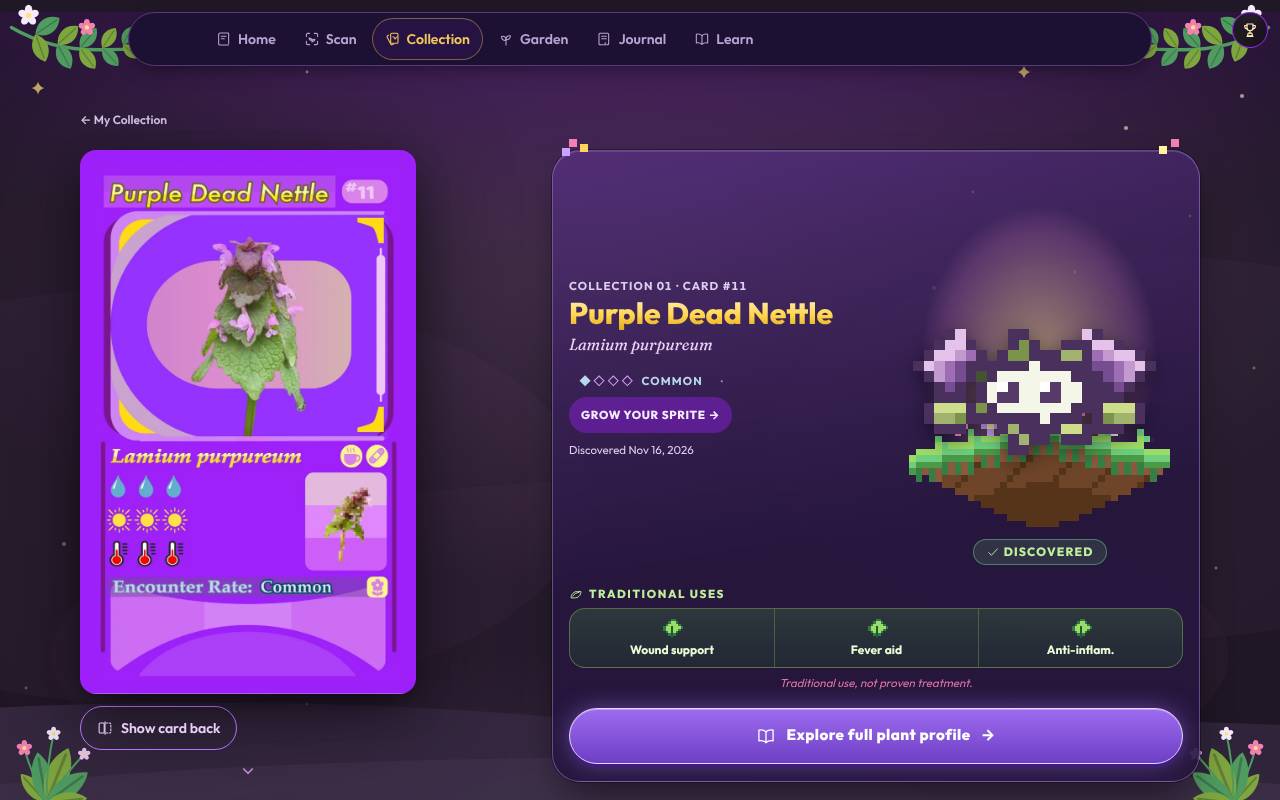 Home
Scan
Collection
Garden
Journal
Learn
← My Collection
Purple Dead Nettle
#11
Lamium purpureum
Encounter Rate: Common
Show card back
COLLECTION 01 · CARD #11
Purple Dead Nettle
Lamium purpureum
COMMON
GROW YOUR SPRITE →
Discovered Nov 16, 2026
DISCOVERED
TRADITIONAL USES
Wound support
Fever aid
Anti-inflam.
Traditional use, not proven treatment.
Explore full plant profile →